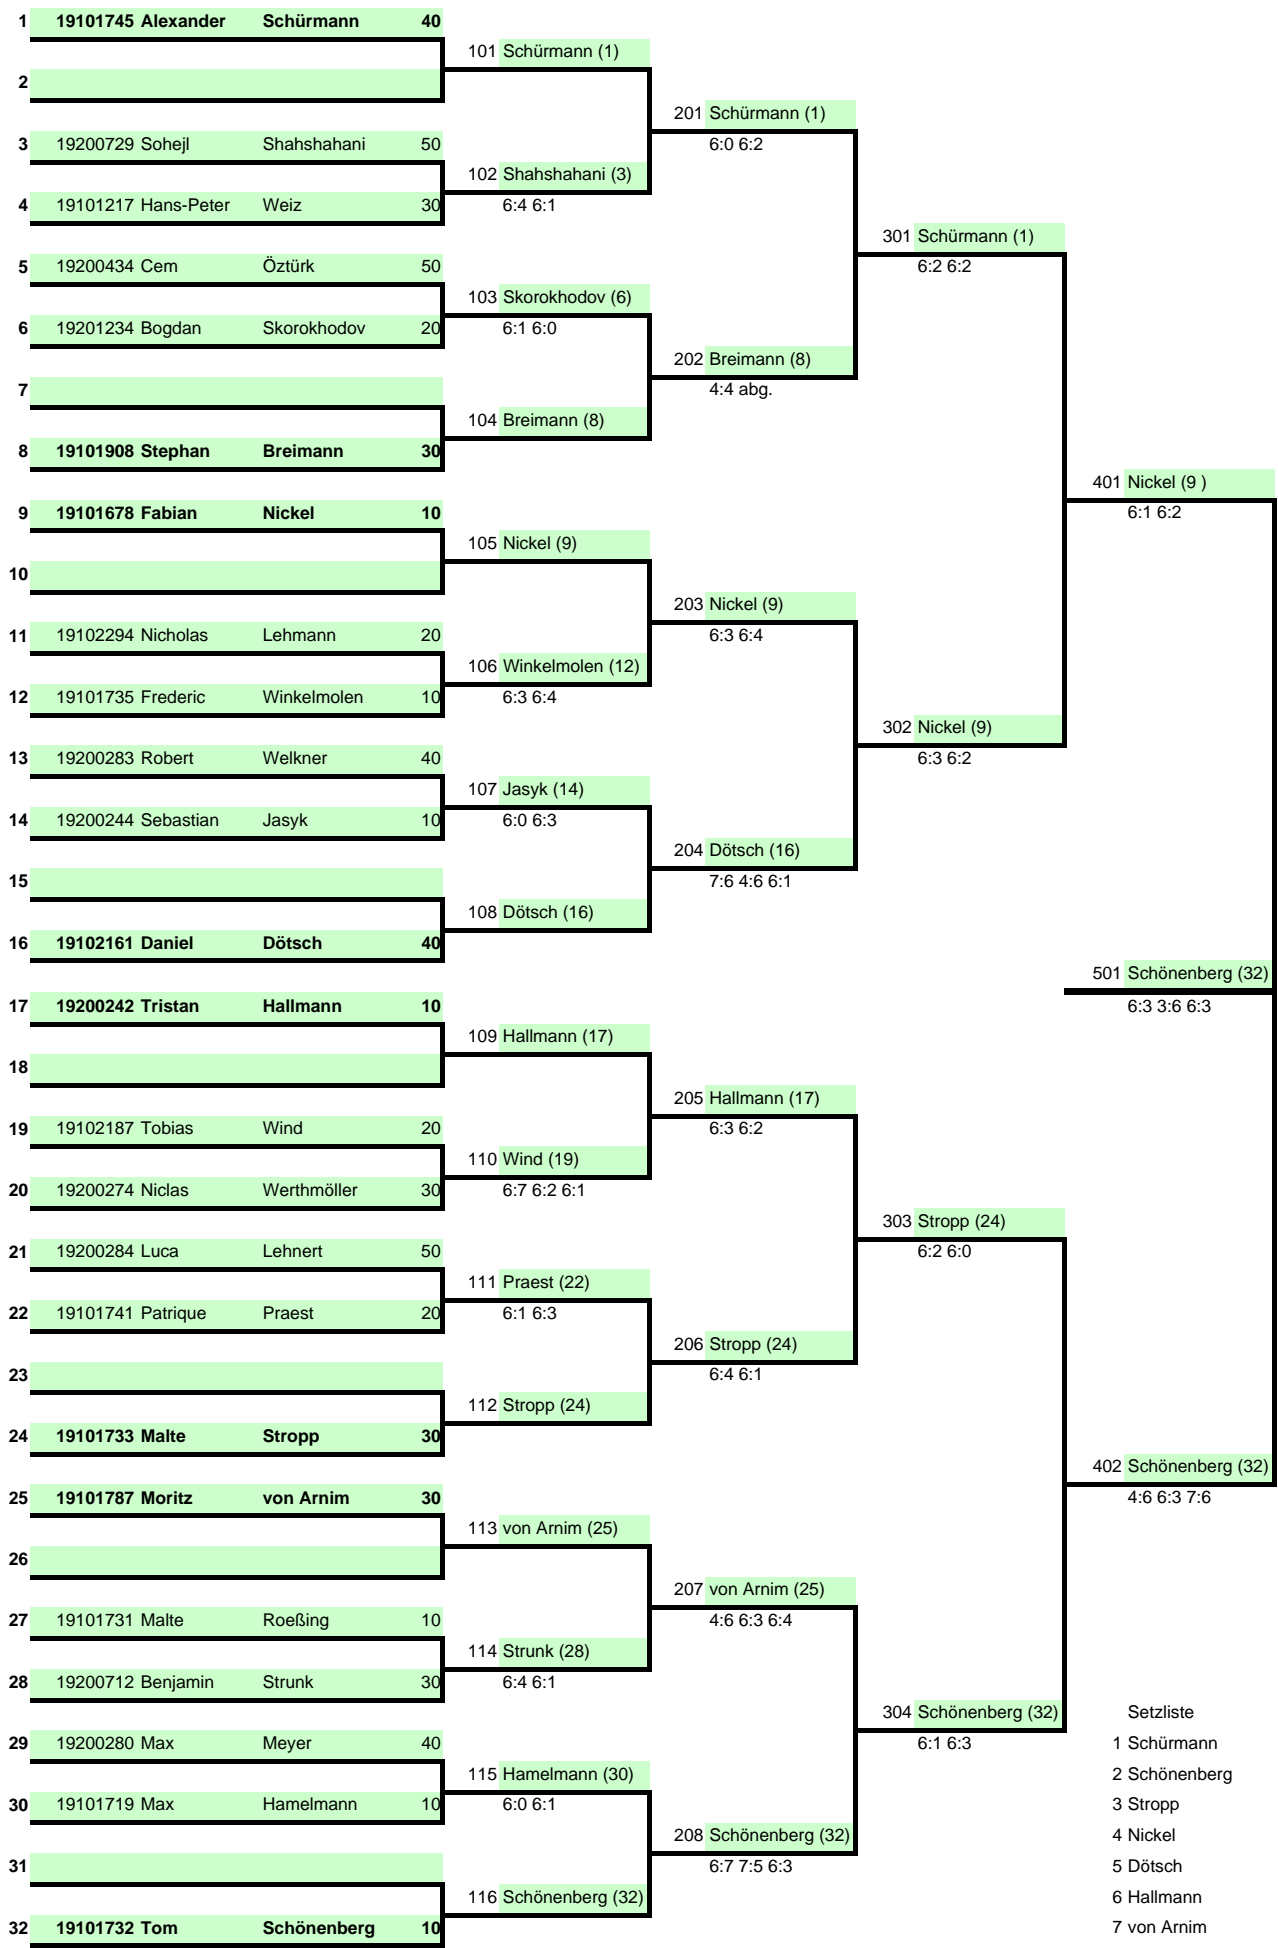 1 19101745 Alexander Schürmann 40
101 Schürmann (1)
2
201 Schürmann (1)
3 19200729 Sohejl Shahshahani 50
6:0 6:2
102 Shahshahani (3)
4 19101217 Hans-Peter Weiz 30
6:4 6:1
301 Schürmann (1)
5 19200434 Cem Öztürk 50
6:2 6:2
103 Skorokhodov (6)
6 19201234 Bogdan Skorokhodov 20
6:1 6:0
202 Breimann (8)
7
4:4 abg.
104 Breimann (8)
8 19101908 Stephan Breimann 30
401 Nickel (9 )
9 19101678 Fabian Nickel 10
6:1 6:2
105 Nickel (9)
10
203 Nickel (9)
11 19102294 Nicholas Lehmann 20
6:3 6:4
106 Winkelmolen (12)
12 19101735 Frederic Winkelmolen 10
6:3 6:4
302 Nickel (9)
13 19200283 Robert Welkner 40
6:3 6:2
107 Jasyk (14)
14 19200244 Sebastian Jasyk 10
6:0 6:3
204 Dötsch (16)
15
7:6 4:6 6:1
108 Dötsch (16)
16 19102161 Daniel Dötsch 40
501 Schönenberg (32)
17 19200242 Tristan Hallmann 10
6:3 3:6 6:3
109 Hallmann (17)
18
205 Hallmann (17)
19 19102187 Tobias Wind 20
6:3 6:2
110 Wind (19)
20 19200274 Niclas Werthmöller 30
6:7 6:2 6:1
303 Stropp (24)
21 19200284 Luca Lehnert 50
6:2 6:0
111 Praest (22)
22 19101741 Patrique Praest 20
6:1 6:3
206 Stropp (24)
23
6:4 6:1
112 Stropp (24)
24 19101733 Malte Stropp 30
402 Schönenberg (32)
25 19101787 Moritz von Arnim 30
4:6 6:3 7:6
113 von Arnim (25)
26
207 von Arnim (25)
27 19101731 Malte Roeßing 10
4:6 6:3 6:4
114 Strunk (28)
28 19200712 Benjamin Strunk 30
6:4 6:1
304 Schönenberg (32)
Setzliste
29 19200280 Max Meyer 40
6:1 6:3
1 Schürmann
115 Hamelmann (30)
2 Schönenberg
30 19101719 Max Hamelmann 10
6:0 6:1
3 Stropp
208 Schönenberg (32)
4 Nickel
31
6:7 7:5 6:3
5 Dötsch
116 Schönenberg (32)
6 Hallmann
32 19101732 Tom Schönenberg 10
7 von Arnim